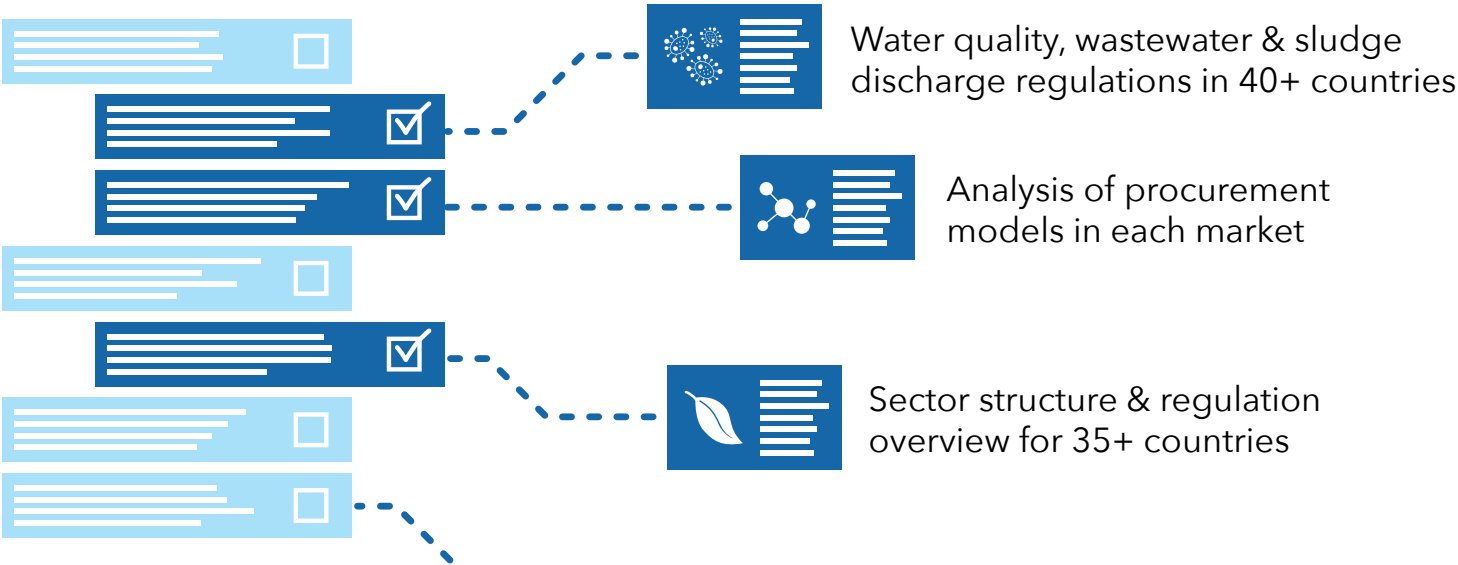 Water quality, wastewater & sludge
discharge regulations in 40+ countries
Analysis of procurement
models in each market
Sector structure & regulation
overview for 35+ countries